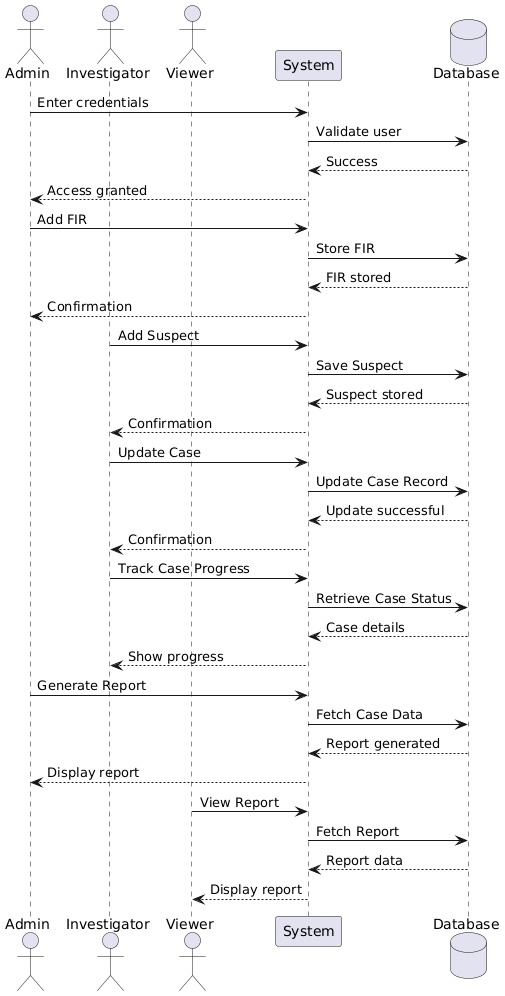 Admin
Investigator
Viewer
System
Database
Enter credentials
Validate user
Success
Access granted
Add FIR
Store FIR
FIR stored
Confirmation
Add Suspect
Save Suspect
Suspect stored
Confirmation
Update Case
Update Case Record
Update successful
Confirmation
Track Case Progress
Retrieve Case Status
Case details
Show progress
Generate Report
Fetch Case Data
Report generated
Display report
View Report
Fetch Report
Report data
Display report
Admin
Investigator
Viewer
System
Database